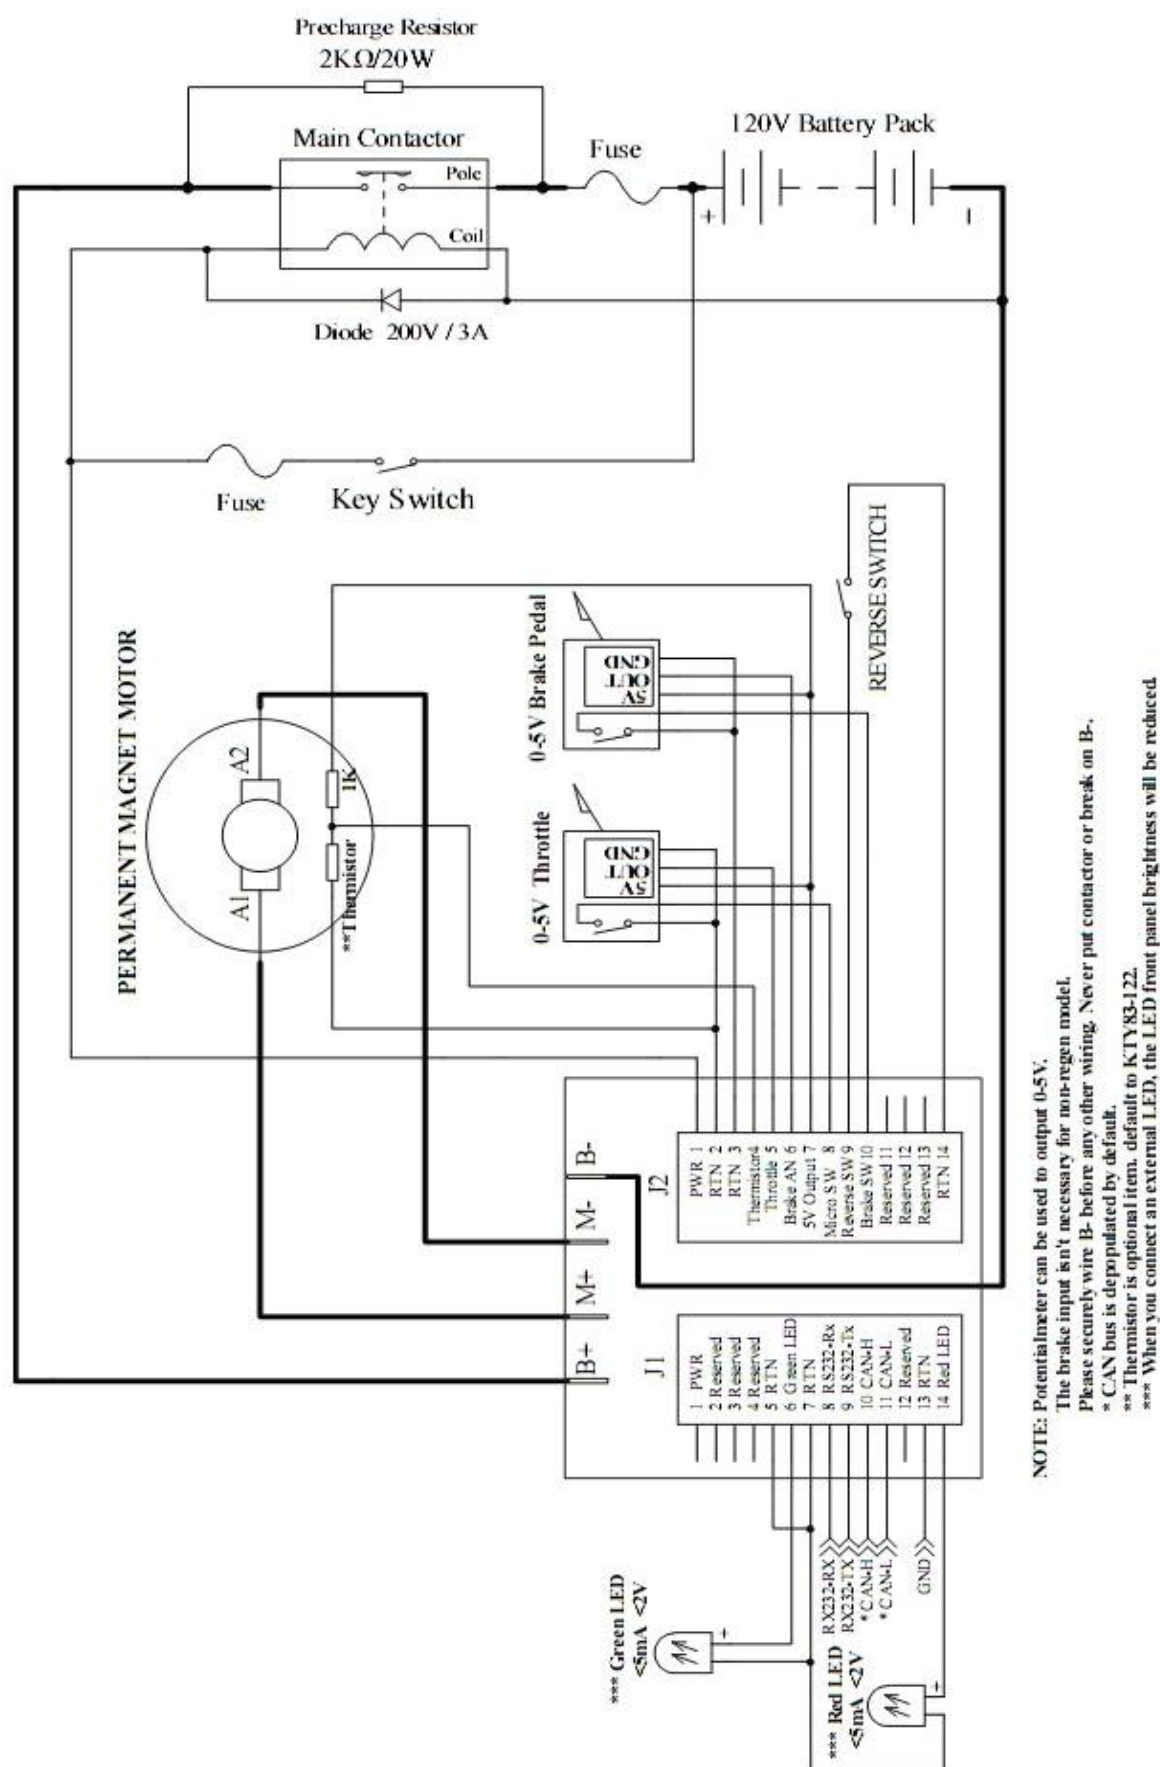 Precharge Resistor
2KΩ/20W
Main Contactor
Pole
Coil
Fuse
120V Battery Pack
+
-
Diode 200V / 3A
Fuse
Key Switch
PERMANENT MAGNET MOTOR
A1
A2
1K
**Thermistor
0-5V Brake Pedal
GND
OUT
5V
0-5V Throttle
GND
OUT
5V
REVERSE SWITCH
B+
M+
M-
B-
J2
PWR 1
RTN 2
RTN 3
Thermistor4
Throttle 5
Brake AN 6
5V Output 7
Micro SW 8
Reverse SW 9
Brake SW10
Reserved 11
Reserved 12
Reserved 13
RTN 14
J1
1 PWR
2 Reserved
3 Reserved
4 Reserved
5 RTN
6 Green LED
7 RTN
8 RS232-Rx
9 RS232-Tx
10 CAN-H
11 CAN-L
12 Reserved
13 RTN
14 Red LED
RX232-RX
RX232-TX
*CAN-H
*CAN-L
GND
*** Green LED
<5mA <2V
+
*** Red LED
<5mA <2V
+
NOTE: Potentialmeter can be used to output 0-5V.
The brake input isn't necessary for non-regen model.
Please securely wire B- before any other wiring. Never put contactor or break on B-.
* CAN bus is depopulated by default.
** Thermistor is optional item. default to KTY83-122.
*** When you connect an external LED, the LED front panel brightness will be reduced.